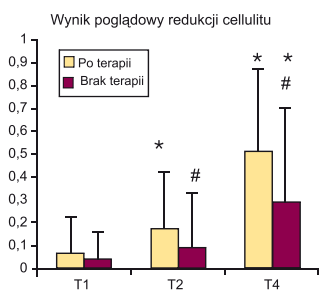 Wynik poglądowy redukcji cellulitu
1
0,9
0,8
0,7
0,6
0,5
0,4
0,3
0,2
0,1
0
Po terapii
Brak terapii
*
#
*
*
#
T1
T2
T4